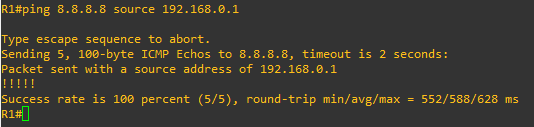 R1#ping 8.8.8.8 source 192.168.0.1
Type escape sequence to abort.
Sending 5, 100-byte ICMP Echos to 8.8.8.8, timeout is 2 seconds:
Packet sent with a source address of 192.168.0.1
!!!!!
Success rate is 100 percent (5/5), round-trip min/avg/max = 552/588/628 ms
R1#